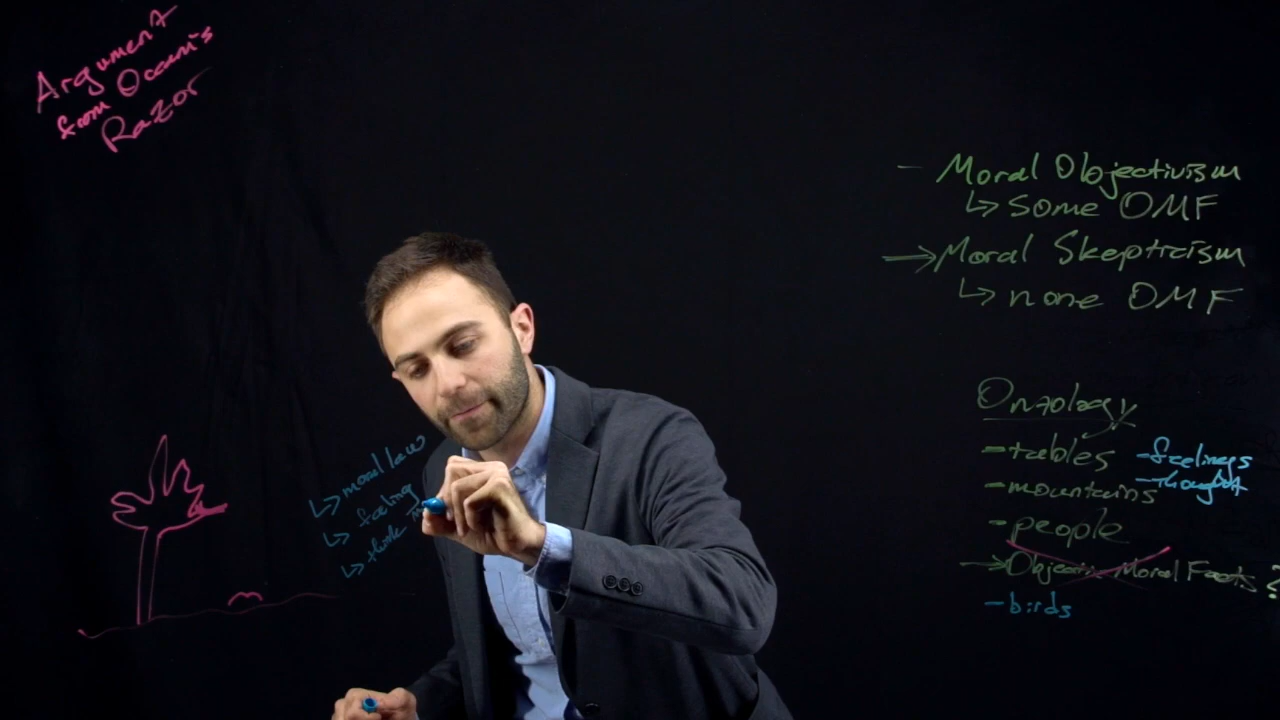 Argument
from Occam's
Razor
- Moral Objectivism
↳ Some OMF
→ Moral Skepticism
↳ none OMF
Ontology
- tables
- mountains
- people
→ Objective Moral Facts ?
- birds
- feelings
- thoughts
↳ moral law
↳ feeling
↳ think